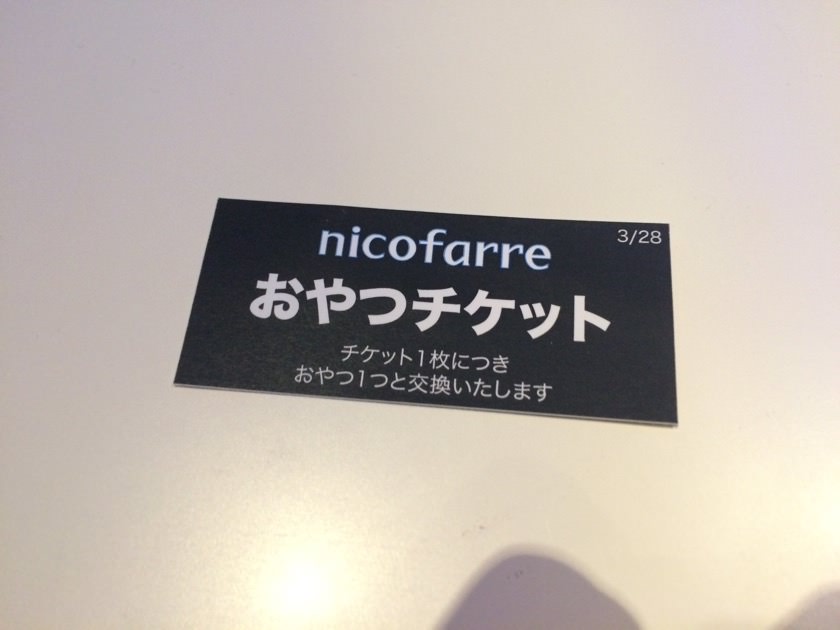 3/28
nicofarre
おやつチケット
チケット1枚につき
おやつ1つと交換いたします